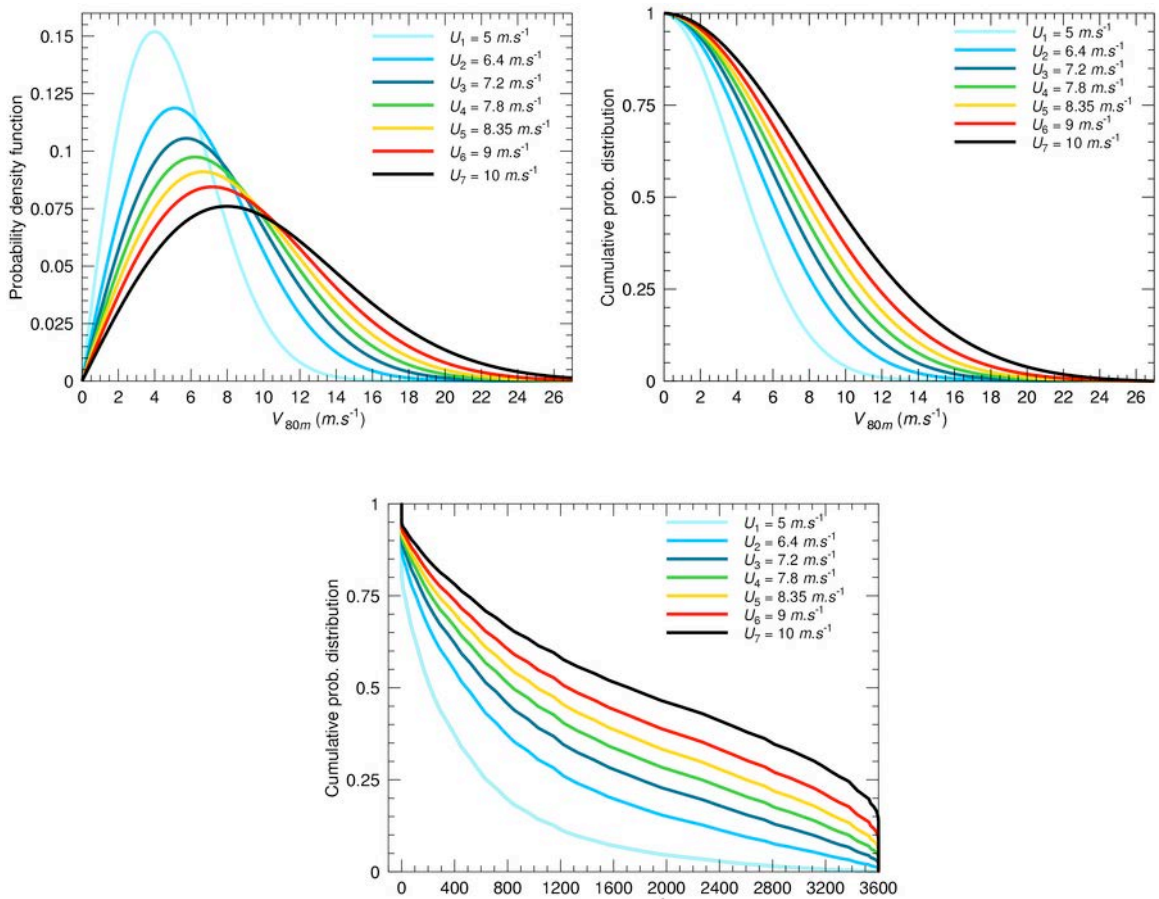 0.15
0.125
0.1
0.075
0.05
0.025
0
Probability density function
0 2 4 6 8 10 12 14 16 18 20 22 24 26
V80m (m.s-1)
U1 = 5 m.s-1
U2 = 6.4 m.s-1
U3 = 7.2 m.s-1
U4 = 7.8 m.s-1
U5 = 8.35 m.s-1
U6 = 9 m.s-1
U7 = 10 m.s-1
1
0.75
0.5
0.25
0
Cumulative prob. distribution
0 2 4 6 8 10 12 14 16 18 20 22 24 26
V80m (m.s-1)
U1 = 5 m.s-1
U2 = 6.4 m.s-1
U3 = 7.2 m.s-1
U4 = 7.8 m.s-1
U5 = 8.35 m.s-1
U6 = 9 m.s-1
U7 = 10 m.s-1
1
0.75
0.5
0.25
0
Cumulative prob. distribution
0 400 800 1200 1600 2000 2400 2800 3200 3600
U1 = 5 m.s-1
U2 = 6.4 m.s-1
U3 = 7.2 m.s-1
U4 = 7.8 m.s-1
U5 = 8.35 m.s-1
U6 = 9 m.s-1
U7 = 10 m.s-1